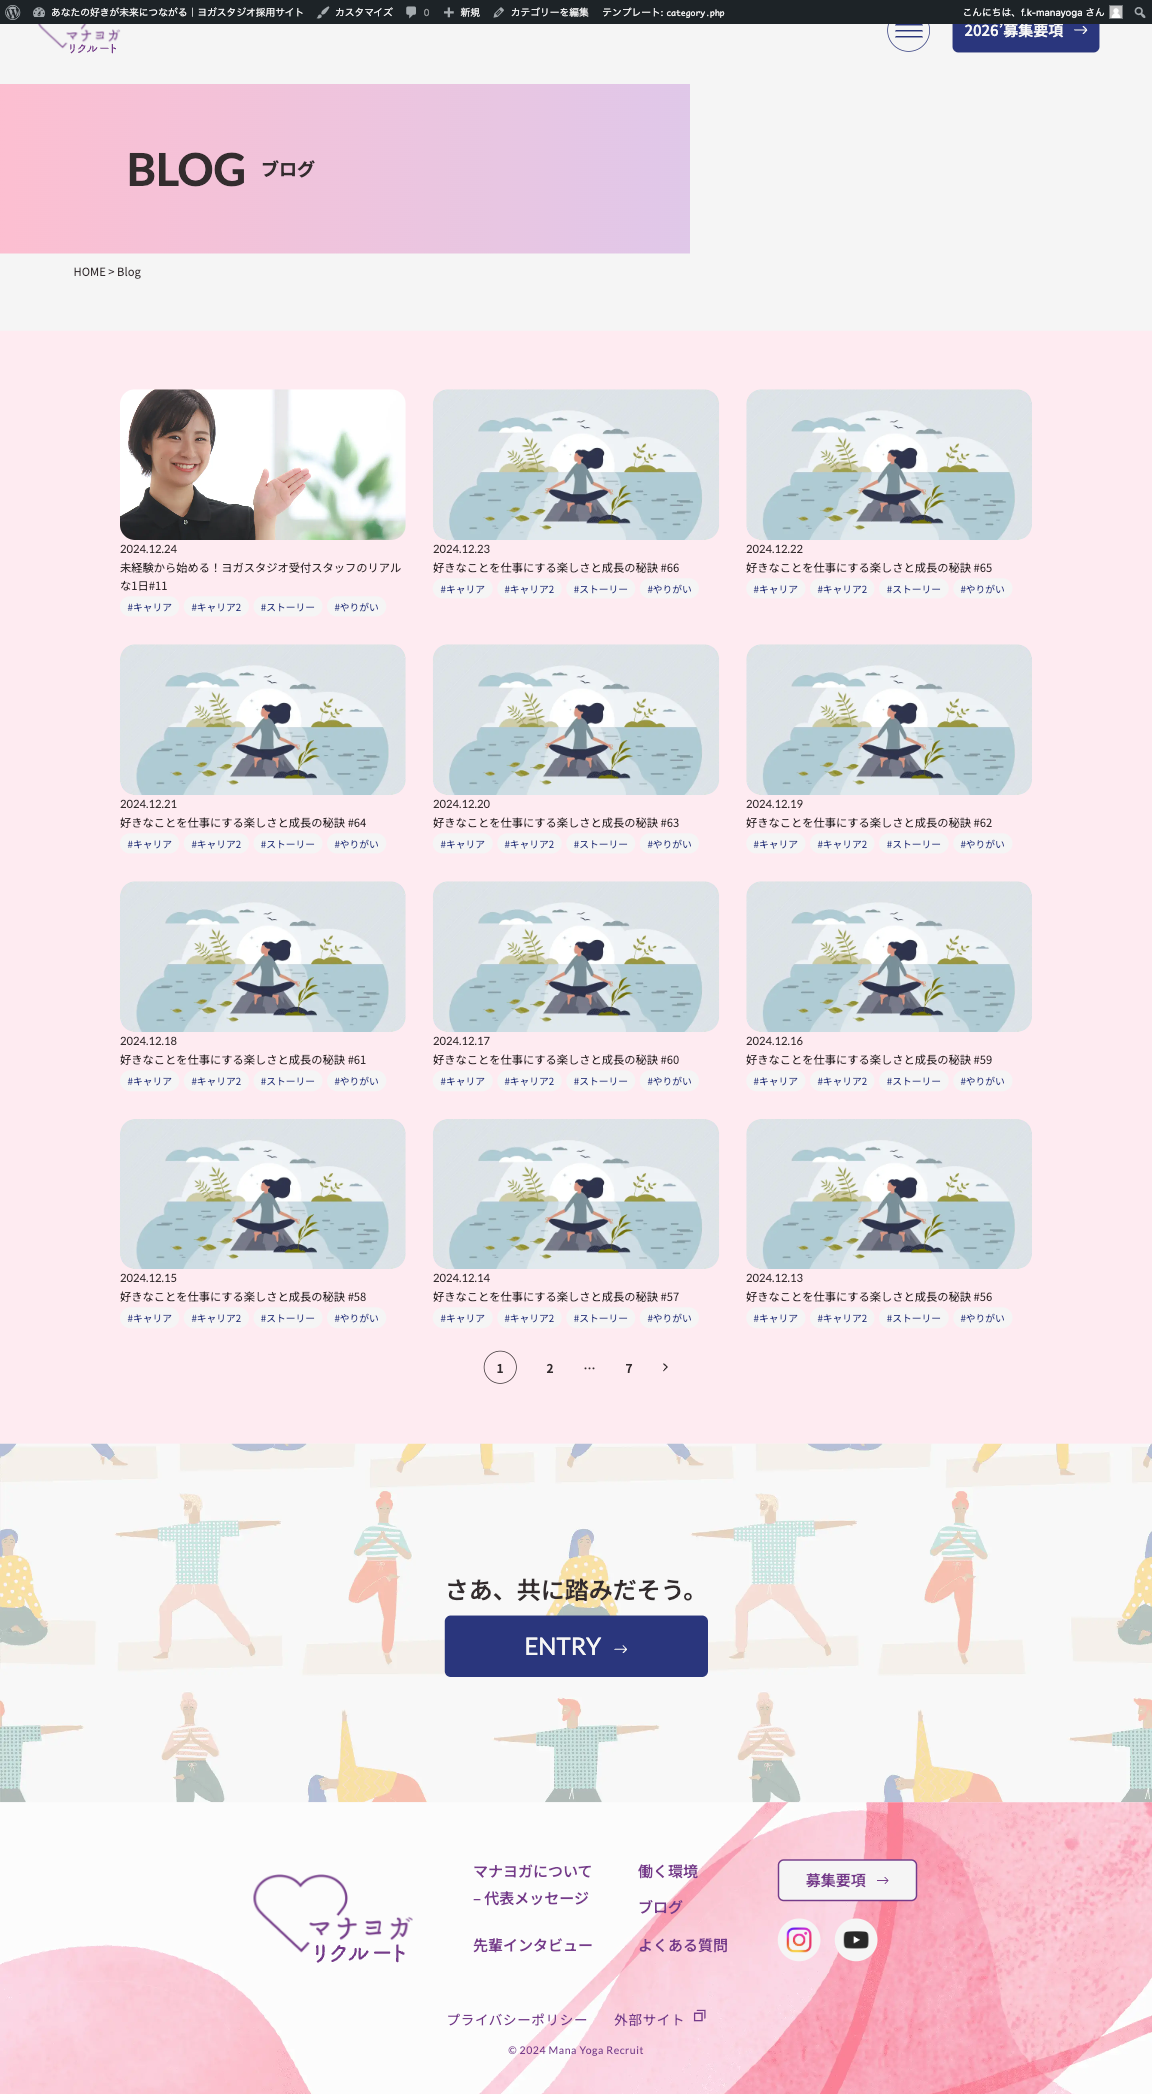 あなたの好きが未来につながる｜ヨガスタジオ採用サイト カスタマイズ 0 新規 カテゴリーを編集 テンプレート: category.php こんにちは、f.k-manayoga さん
マナヨガ
リクルート
2026' 募集要項 →
BLOG ブログ
HOME > Blog
2024.12.24
未経験から始める！ヨガスタジオ受付スタッフのリアル
な1日#11
#キャリア #キャリア2 #ストーリー #やりがい
2024.12.23
好きなことを仕事にする楽しさと成長の秘訣 #66
#キャリア #キャリア2 #ストーリー #やりがい
2024.12.22
好きなことを仕事にする楽しさと成長の秘訣 #65
#キャリア #キャリア2 #ストーリー #やりがい
2024.12.21
好きなことを仕事にする楽しさと成長の秘訣 #64
#キャリア #キャリア2 #ストーリー #やりがい
2024.12.20
好きなことを仕事にする楽しさと成長の秘訣 #63
#キャリア #キャリア2 #ストーリー #やりがい
2024.12.19
好きなことを仕事にする楽しさと成長の秘訣 #62
#キャリア #キャリア2 #ストーリー #やりがい
2024.12.18
好きなことを仕事にする楽しさと成長の秘訣 #61
#キャリア #キャリア2 #ストーリー #やりがい
2024.12.17
好きなことを仕事にする楽しさと成長の秘訣 #60
#キャリア #キャリア2 #ストーリー #やりがい
2024.12.16
好きなことを仕事にする楽しさと成長の秘訣 #59
#キャリア #キャリア2 #ストーリー #やりがい
2024.12.15
好きなことを仕事にする楽しさと成長の秘訣 #58
#キャリア #キャリア2 #ストーリー #やりがい
2024.12.14
好きなことを仕事にする楽しさと成長の秘訣 #57
#キャリア #キャリア2 #ストーリー #やりがい
2024.12.13
好きなことを仕事にする楽しさと成長の秘訣 #56
#キャリア #キャリア2 #ストーリー #やりがい
1 2 … 7 >
さあ、共に踏みだそう。
ENTRY →
マナヨガ
リクルート
マナヨガについて
– 代表メッセージ
先輩インタビュー
働く環境
ブログ
よくある質問
募集要項 →
プライバシーポリシー 外部サイト
© 2024 Mana Yoga Recruit